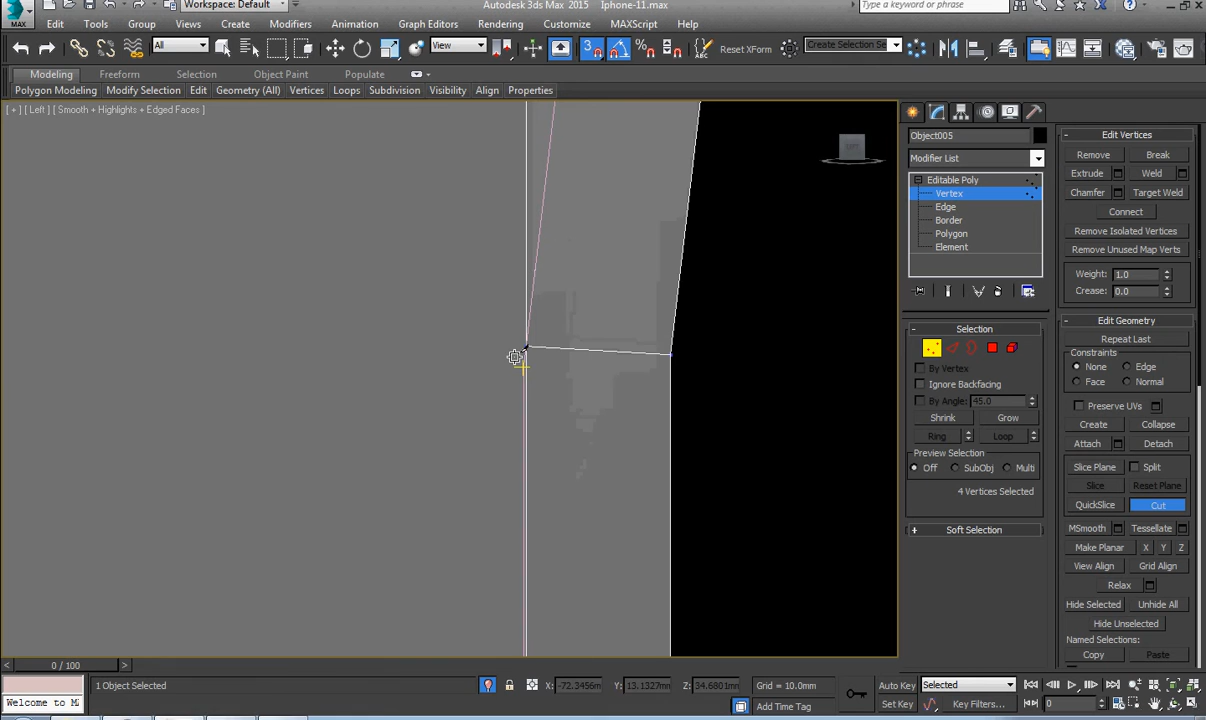 MAX
Workspace: Default
Autodesk 3ds Max 2015
Iphone-11.max
Type a keyword or phrase
Edit Tools Group Views Create Modifiers Animation Graph Editors Rendering Customize MAXScript Help
All
View
3
Create Selection Se
Reset XForm
Modeling Freeform Selection Object Paint Populate
Polygon Modeling Modify Selection Edit Geometry (All) Vertices Loops Subdivision Visibility Align Properties
[ + ] [ Left ] [ Smooth + Highlights + Edged Faces ]
Object005
Modifier List
Editable Poly
Vertex
Edge
Border
Polygon
Element
- Selection
By Vertex
Ignore Backfacing
By Angle: 45.0
Shrink Grow
Ring Loop
Preview Selection
Off SubObj Multi
4 Vertices Selected
+ Soft Selection
- Edit Vertices
Remove Break
Extrude Weld
Chamfer Target Weld
Connect
Remove Isolated Vertices
Remove Unused Map Verts
Weight: 1.0
Crease: 0.0
- Edit Geometry
Repeat Last
Constraints
None Edge
Face Normal
Preserve UVs
Create Collapse
Attach Detach
Slice Plane Split
Slice Reset Plane
QuickSlice Cut
MSmooth Tessellate
Make Planar X Y Z
View Align Grid Align
Relax
Hide Selected Unhide All
Hide Unselected
Named Selections:
Copy Paste
< 0 / 100 >
1 Object Selected
X: -72.3456m Y: 13.1327mm Z: 34.6801mm Grid = 10.0mm
Auto Key Selected
Welcome to M
Add Time Tag
Set Key Key Filters... 0